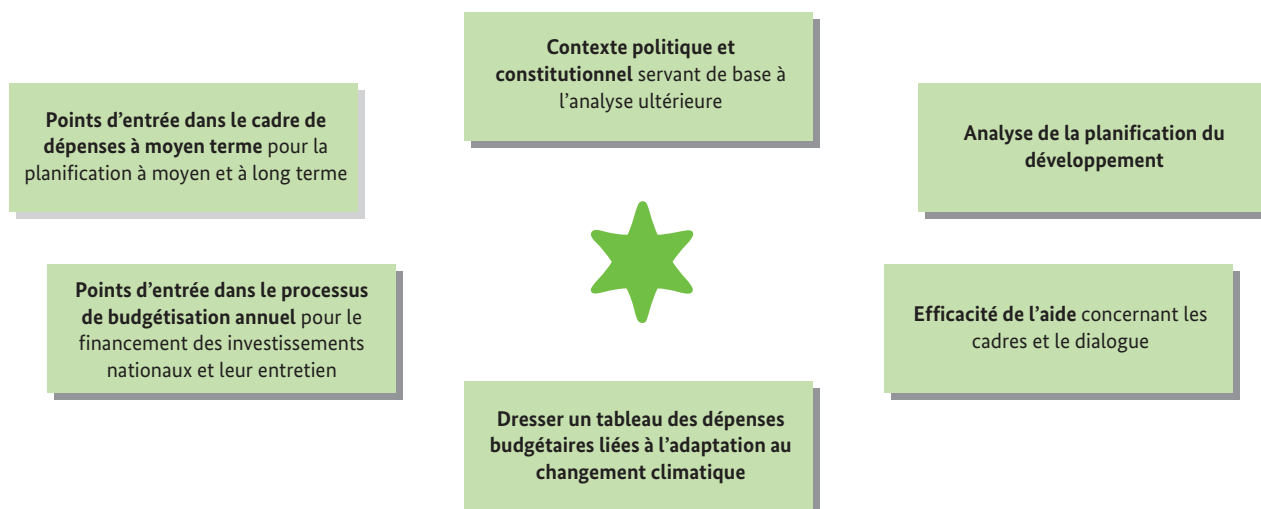 Contexte politique et
constitutionnel servant de base à
l’analyse ultérieure
Points d’entrée dans le cadre de
dépenses à moyen terme pour la
planification à moyen et à long terme
Analyse de la planification du
développement
Points d’entrée dans le processus
de budgétisation annuel pour le
financement des investissements
nationaux et leur entretien
Efficacité de l’aide concernant les
cadres et le dialogue
Dresser un tableau des dépenses
budgétaires liées à l’adaptation au
changement climatique